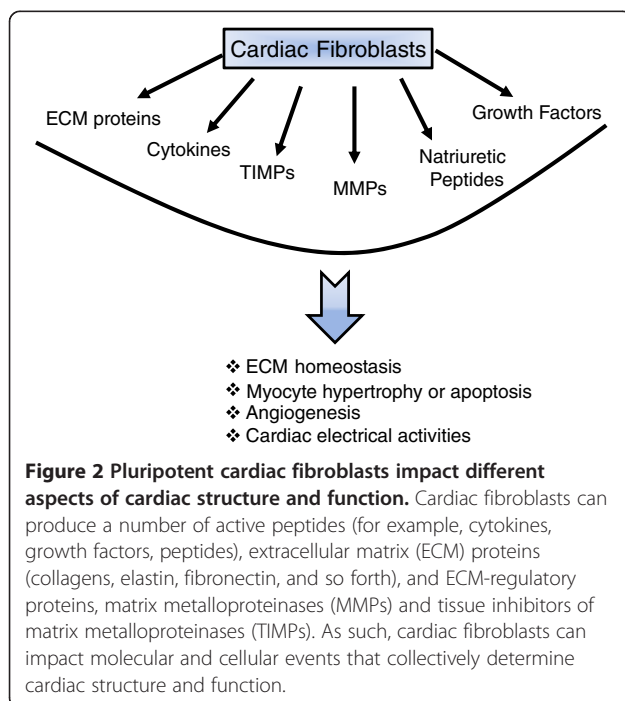 Cardiac Fibroblasts
ECM proteins
Cytokines
TIMPs
MMPs
Natriuretic
Peptides
Growth Factors
❖ ECM homeostasis
❖ Myocyte hypertrophy or apoptosis
❖ Angiogenesis
❖ Cardiac electrical activities
Figure 2 Pluripotent cardiac fibroblasts impact different
aspects of cardiac structure and function. Cardiac fibroblasts can
produce a number of active peptides (for example, cytokines,
growth factors, peptides), extracellular matrix (ECM) proteins
(collagens, elastin, fibronectin, and so forth), and ECM-regulatory
proteins, matrix metalloproteinases (MMPs) and tissue inhibitors of
matrix metalloproteinases (TIMPs). As such, cardiac fibroblasts can
impact molecular and cellular events that collectively determine
cardiac structure and function.